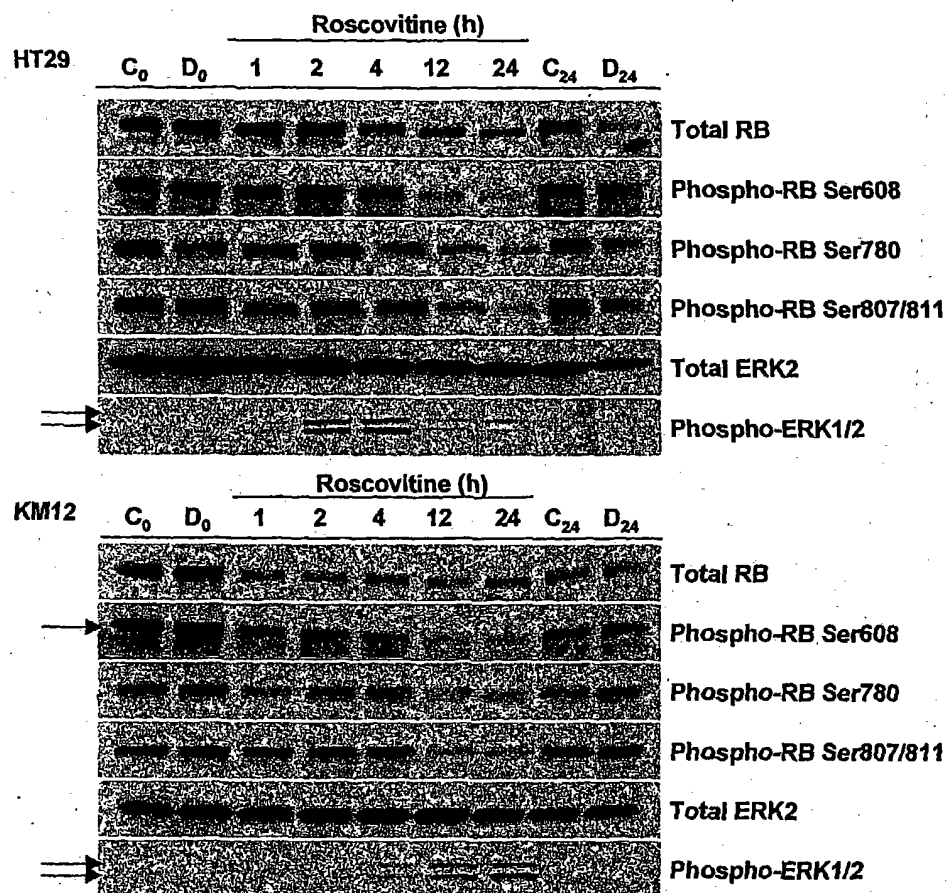 Roscovitine (h)
HT29 C₀ D₀ 1 2 4 12 24 C₂₄ D₂₄
Total RB
Phospho-RB Ser608
Phospho-RB Ser780
Phospho-RB Ser807/811
Total ERK2
Phospho-ERK1/2
Roscovitine (h)
KM12 C₀ D₀ 1 2 4 12 24 C₂₄ D₂₄
Total RB
Phospho-RB Ser608
Phospho-RB Ser780
Phospho-RB Ser807/811
Total ERK2
Phospho-ERK1/2